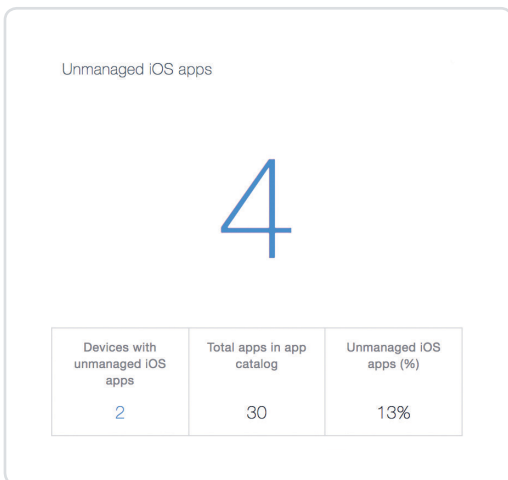 Unmanaged iOS apps
4
Devices with
unmanaged iOS
apps
2
Total apps in app
catalog
30
Unmanaged iOS
apps (%)
13%